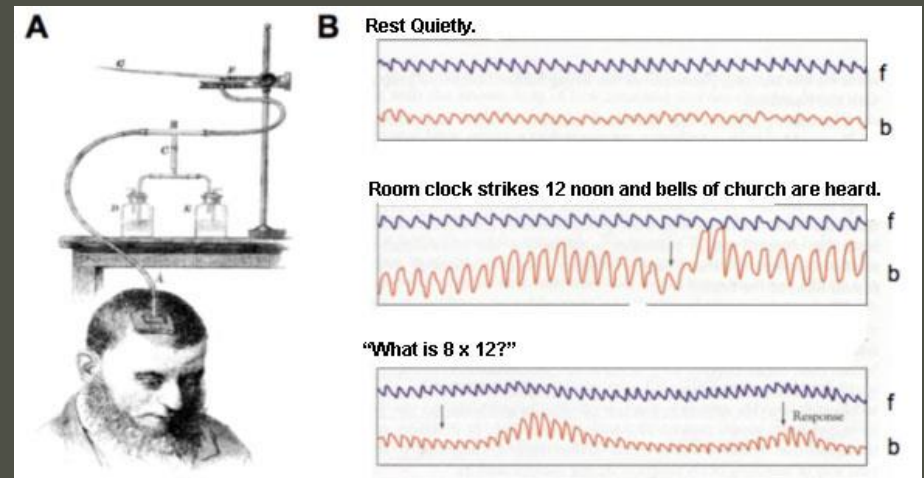 A
B
Rest Quietly.
f
b
Room clock strikes 12 noon and bells of church are heard.
f
b
"What is 8 x 12?"
f
Response
b
G
F
B
C
D
E
A